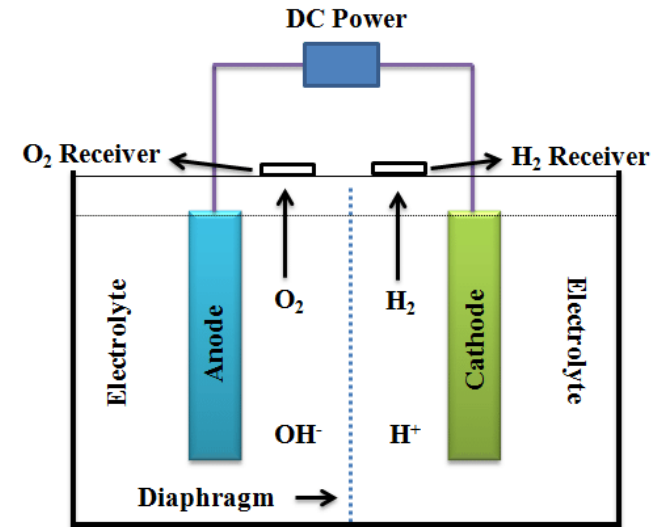 DC Power
O₂ Receiver
H₂ Receiver
Electrolyte
Anode
O₂
H₂
Cathode
Electrolyte
OH⁻
H⁺
Diaphragm